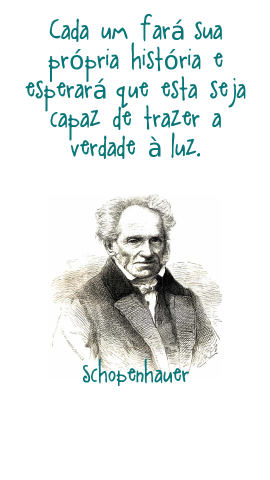 Cada um fará sua
própria história e
esperará que esta seja
capaz de trazer a
verdade à luz.
Schopenhauer